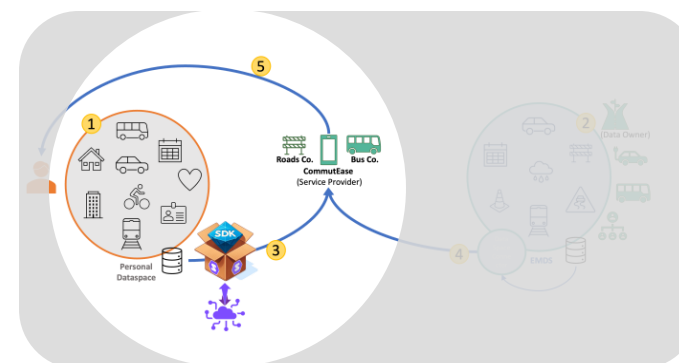 5
1
2
(Data Owner)
Roads Co.
Bus Co.
CommutEase
(Service Provider)
SDK
3
4
EMDS
Personal
Dataspace